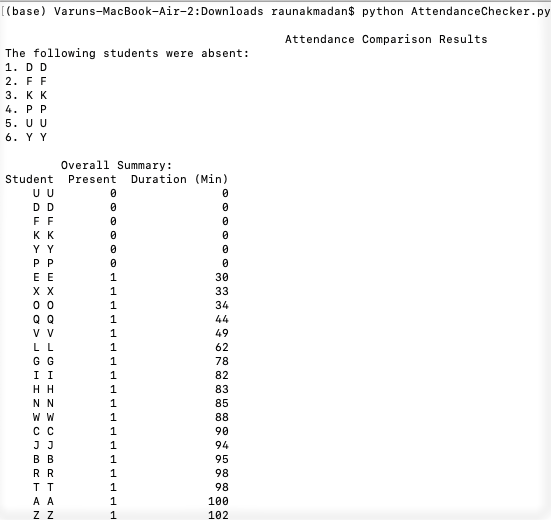 (base) Varuns-MacBook-Air-2:Downloads raunakmadan$ python AttendanceChecker.py
Attendance Comparison Results
The following students were absent:
1. D D
2. F F
3. K K
4. P P
5. U U
6. Y Y
Overall Summary:
Student Present Duration (Min)
U U 0 0
D D 0 0
F F 0 0
K K 0 0
Y Y 0 0
P P 0 0
E E 1 30
X X 1 33
O O 1 34
Q Q 1 44
V V 1 49
L L 1 62
G G 1 78
I I 1 82
H H 1 83
N N 1 85
W W 1 88
C C 1 90
J J 1 94
B B 1 95
R R 1 98
T T 1 98
A A 1 100
Z Z 1 102